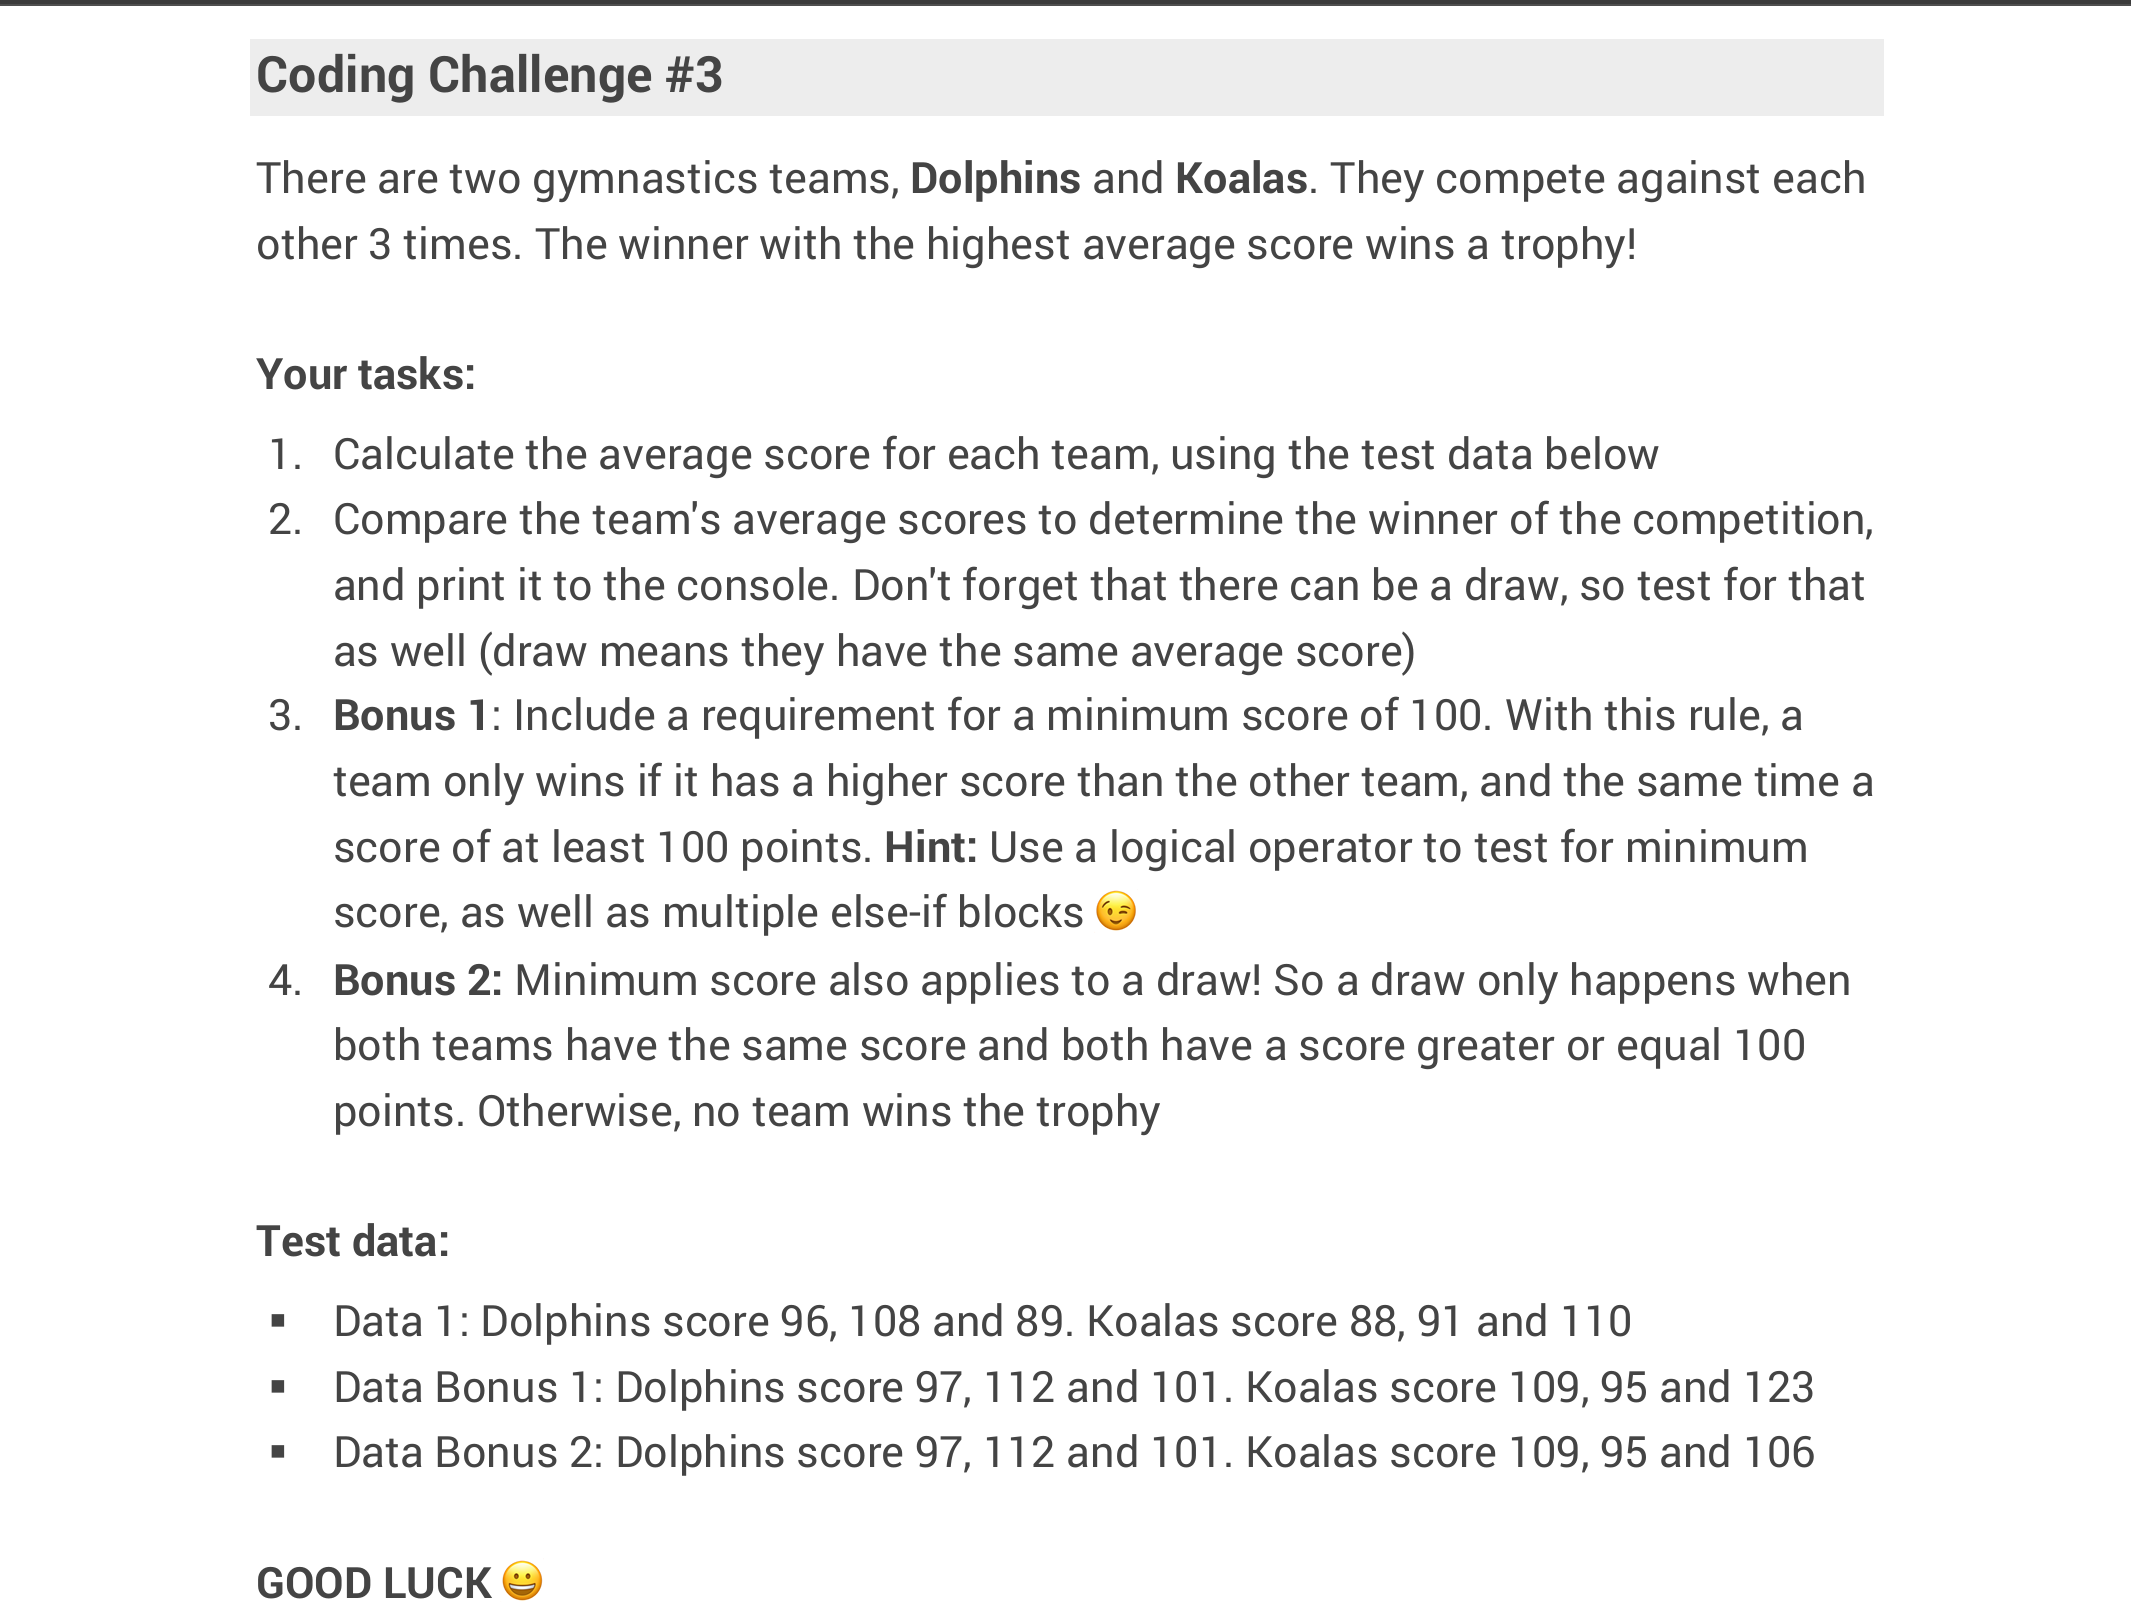 Coding Challenge #3
There are two gymnastics teams, Dolphins and Koalas. They compete against each
other 3 times. The winner with the highest average score wins a trophy!
Your tasks:
1. Calculate the average score for each team, using the test data below
2. Compare the team's average scores to determine the winner of the competition,
and print it to the console. Don't forget that there can be a draw, so test for that
as well (draw means they have the same average score)
3. Bonus 1: Include a requirement for a minimum score of 100. With this rule, a
team only wins if it has a higher score than the other team, and the same time a
score of at least 100 points. Hint: Use a logical operator to test for minimum
score, as well as multiple else-if blocks 😉
4. Bonus 2: Minimum score also applies to a draw! So a draw only happens when
both teams have the same score and both have a score greater or equal 100
points. Otherwise, no team wins the trophy
Test data:
▪ Data 1: Dolphins score 96, 108 and 89. Koalas score 88, 91 and 110
▪ Data Bonus 1: Dolphins score 97, 112 and 101. Koalas score 109, 95 and 123
▪ Data Bonus 2: Dolphins score 97, 112 and 101. Koalas score 109, 95 and 106
GOOD LUCK 😀